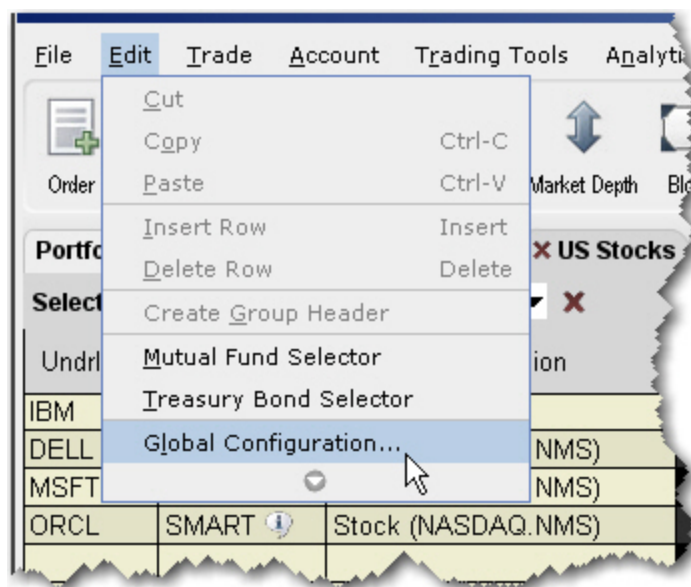 File Edit Trade Account Trading Tools
Cut
Copy Ctrl-C
Paste Ctrl-V
Order Market Depth
Insert Row Insert
Delete Row Delete
US Stocks
Create Group Header
Mutual Fund Selector
Treasury Bond Selector
IBM
Global Configuration...
DELL NMS)
MSFT NMS)
ORCL SMART Stock (NASDAQ.NMS)